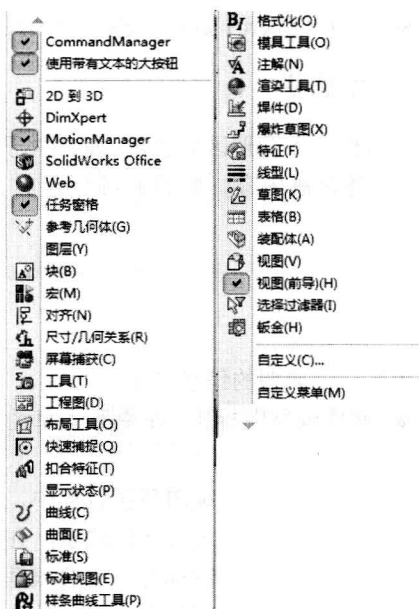 CommandManager
使用带有文本的大按钮
2D 到 3D
DimXpert
MotionManager
SolidWorks Office
Web
任务窗格
参考几何体(G)
图层(Y)
块(B)
宏(M)
对齐(N)
尺寸/几何关系(R)
屏幕捕获(C)
工具(T)
工程图(D)
布局工具(O)
快速捕捉(Q)
扣合特征(T)
显示状态(P)
曲线(C)
曲面(E)
标准(S)
标准视图(E)
样条曲线工具(P)
格式化(O)
模具工具(O)
注解(N)
渲染工具(T)
焊件(D)
爆炸草图(X)
特征(F)
线型(L)
草图(K)
表格(B)
装配体(A)
视图(V)
视图(前导)(H)
选择过滤器(I)
钣金(H)
自定义(C)...
自定义菜单(M)